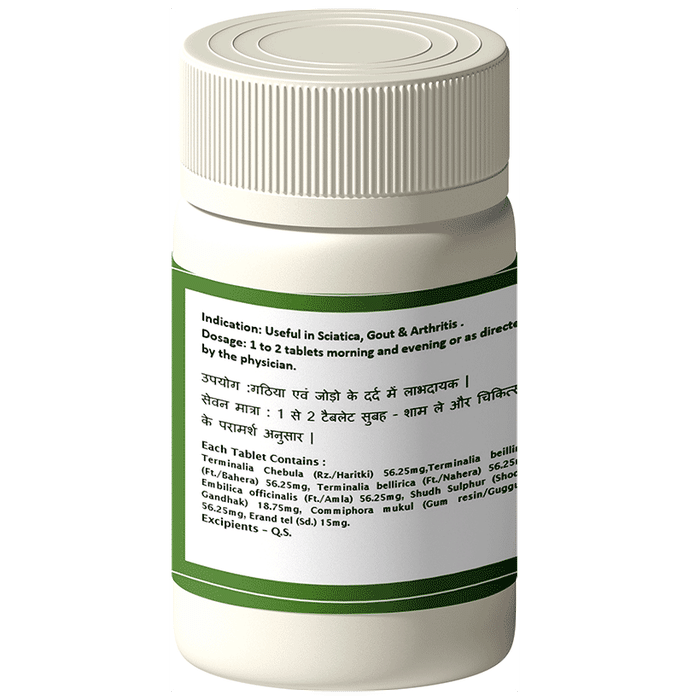 Indication: Useful in Sciatica, Gout & Arthritis .
Dosage: 1 to 2 tablets morning and evening or as directe
by the physician.
उपयोग :गठिया एवं जोड़ो के दर्द में लाभदायक |
सेवन मात्रा : 1 से 2 टैबलेट सुबह - शाम ले और चिकित्स
के परामर्श अनुसार |
Each Tablet Contains :
Terminalia Chebula (Rz./Haritki) 56.25mg,Terminalia beillir
(Ft./Bahera) 56.25mg, Terminalia bellirica (Ft./Nahera) 56.25m
Embilica officinalis (Ft./Amla) 56.25mg, Shudh Sulphur (Shoc
Gandhak) 18.75mg, Commiphora mukul (Gum resin/Guggu
56.25mg, Erand tel (Sd.) 15mg.
Excipients – Q.S.